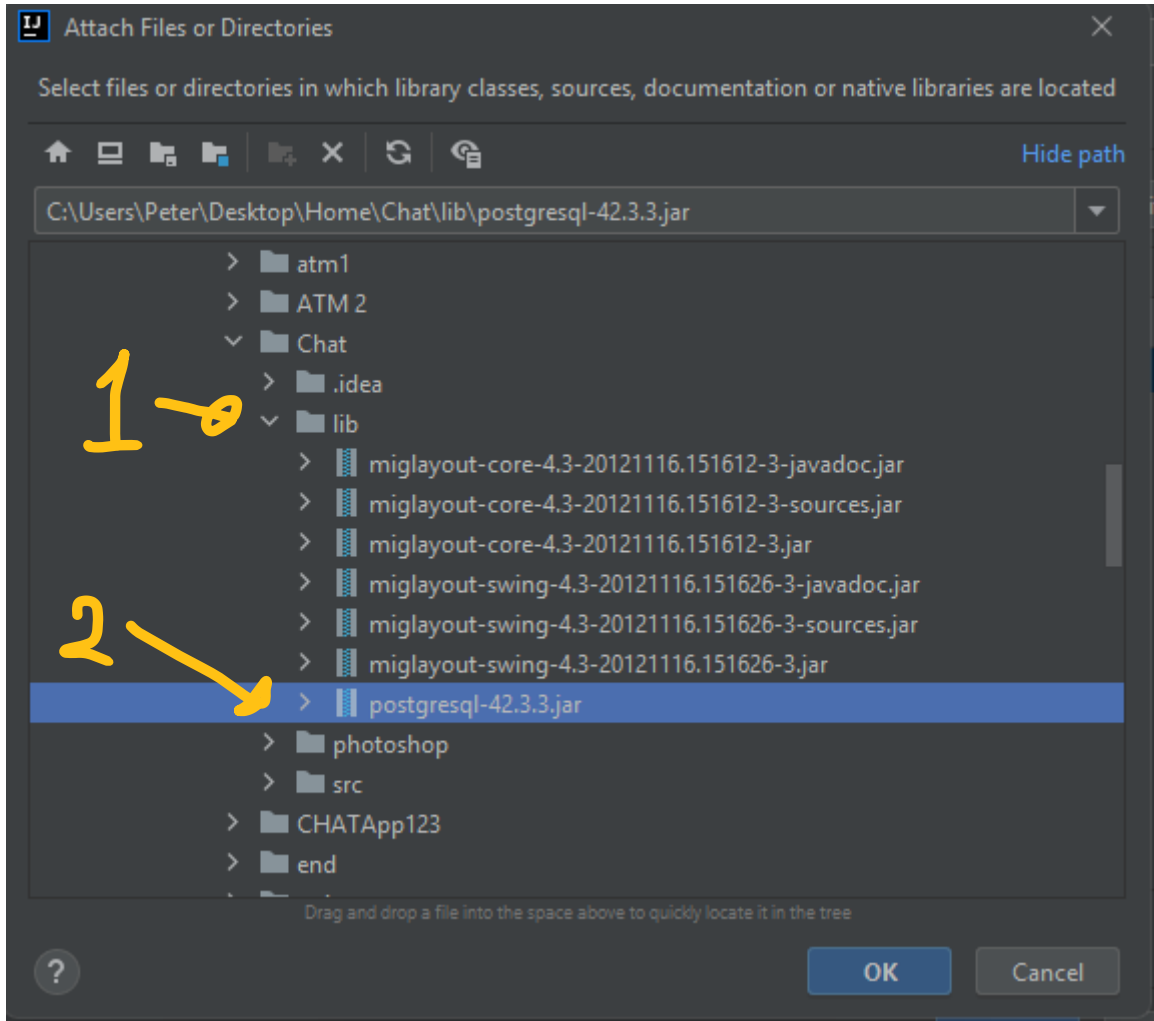 IJ
Attach Files or Directories
Select files or directories in which library classes, sources, documentation or native libraries are located
Hide path
C:\Users\Peter\Desktop\Home\Chat\lib\postgresql-42.3.3.jar
atm1
ATM 2
Chat
.idea
1
lib
miglayout-core-4.3-20121116.151612-3-javadoc.jar
miglayout-core-4.3-20121116.151612-3-sources.jar
miglayout-core-4.3-20121116.151612-3.jar
miglayout-swing-4.3-20121116.151626-3-javadoc.jar
2
miglayout-swing-4.3-20121116.151626-3-sources.jar
miglayout-swing-4.3-20121116.151626-3.jar
postgresql-42.3.3.jar
photoshop
src
CHATApp123
end
Drag and drop a file into the space above to quickly locate it in the tree
?
OK
Cancel